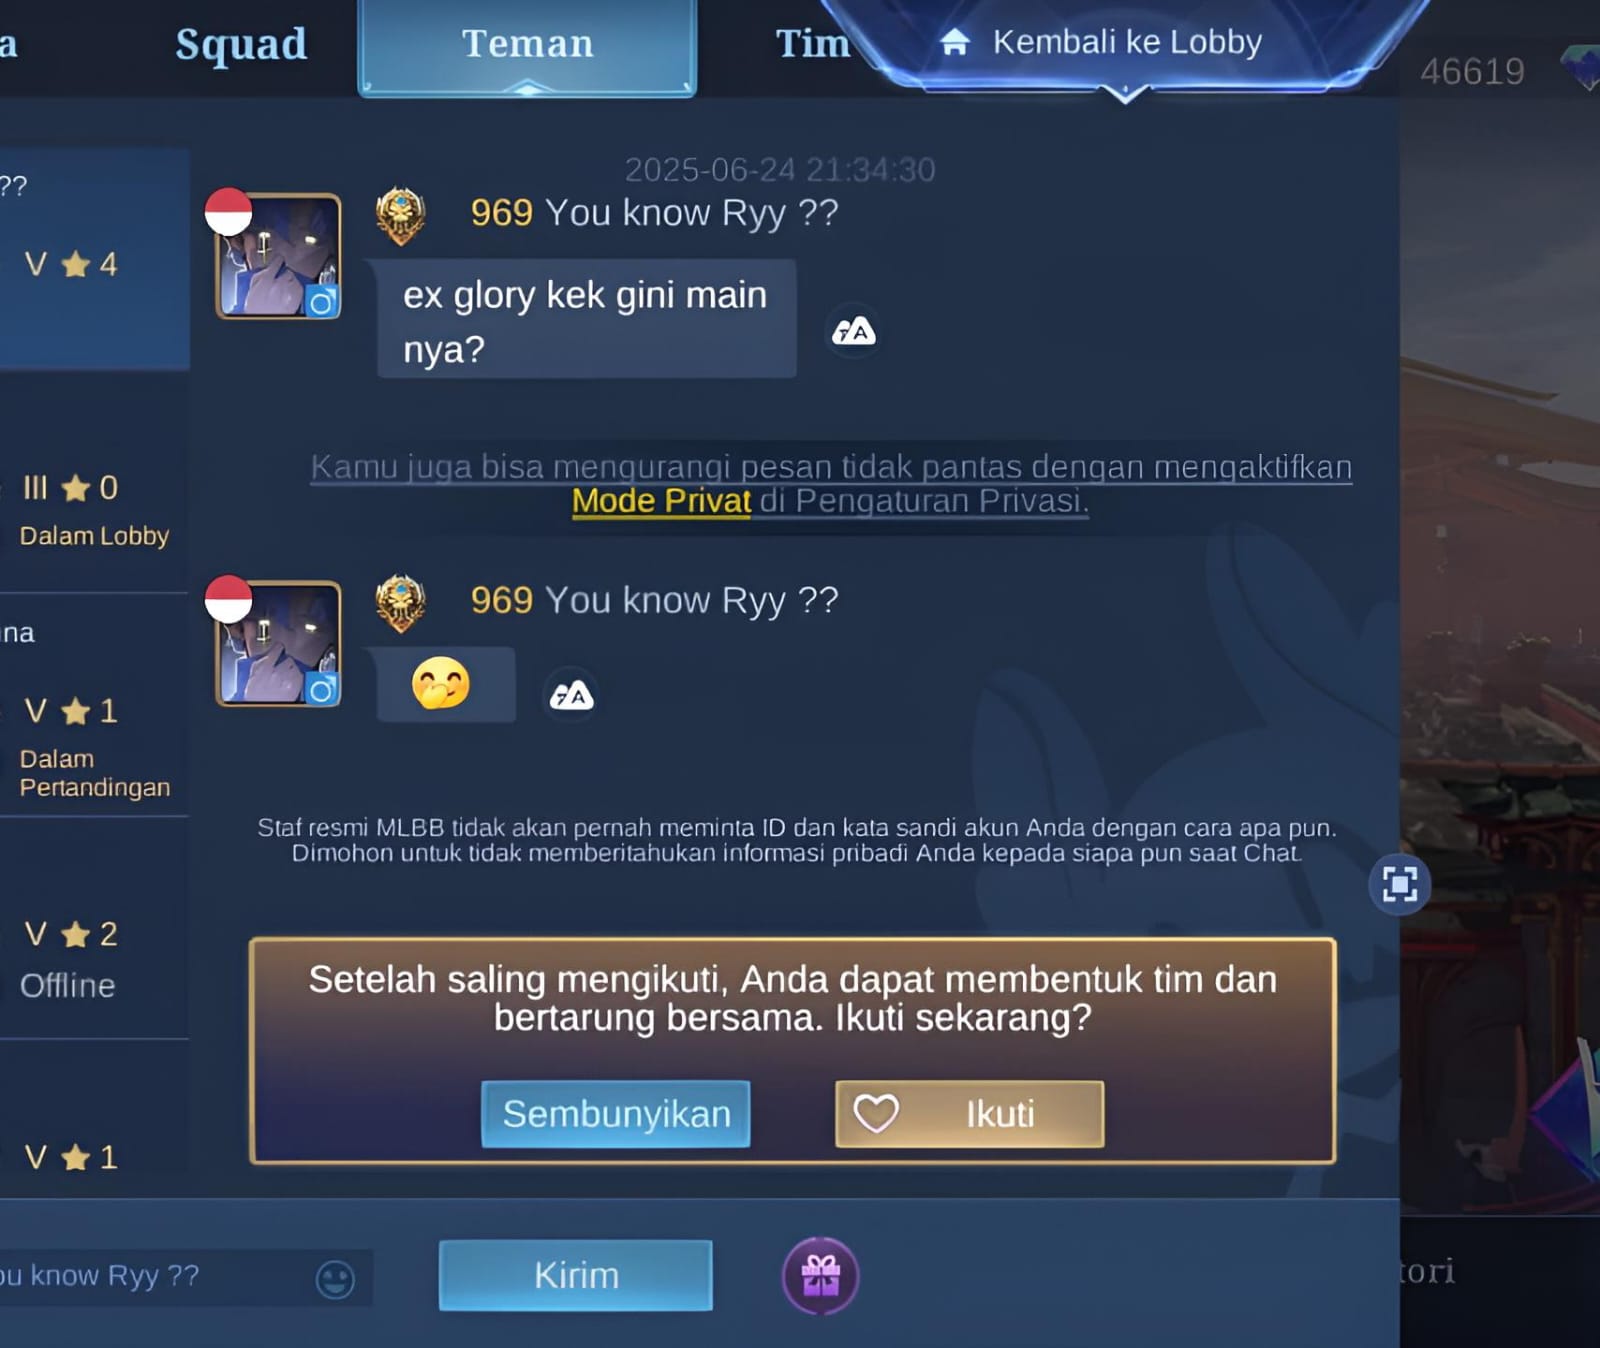 a
Squad
Teman
Tim
Kembali ke Lobby
46619
??
V 4
2025-06-24 21:34:30
969 You know Ryy ??
ex glory kek gini main
nya?
Kamu juga bisa mengurangi pesan tidak pantas dengan mengaktifkan
Mode Privat di Pengaturan Privasi.
III 0
Dalam Lobby
969 You know Ryy ??
na
V 1
Dalam
Pertandingan
Staf resmi MLBB tidak akan pernah meminta ID dan kata sandi akun Anda dengan cara apa pun.
Dimohon untuk tidak memberitahukan informasi pribadi Anda kepada siapa pun saat Chat.
V 2
Offline
Setelah saling mengikuti, Anda dapat membentuk tim dan
bertarung bersama. Ikuti sekarang?
Sembunyikan
Ikuti
V 1
ou know Ryy ??
Kirim
tori